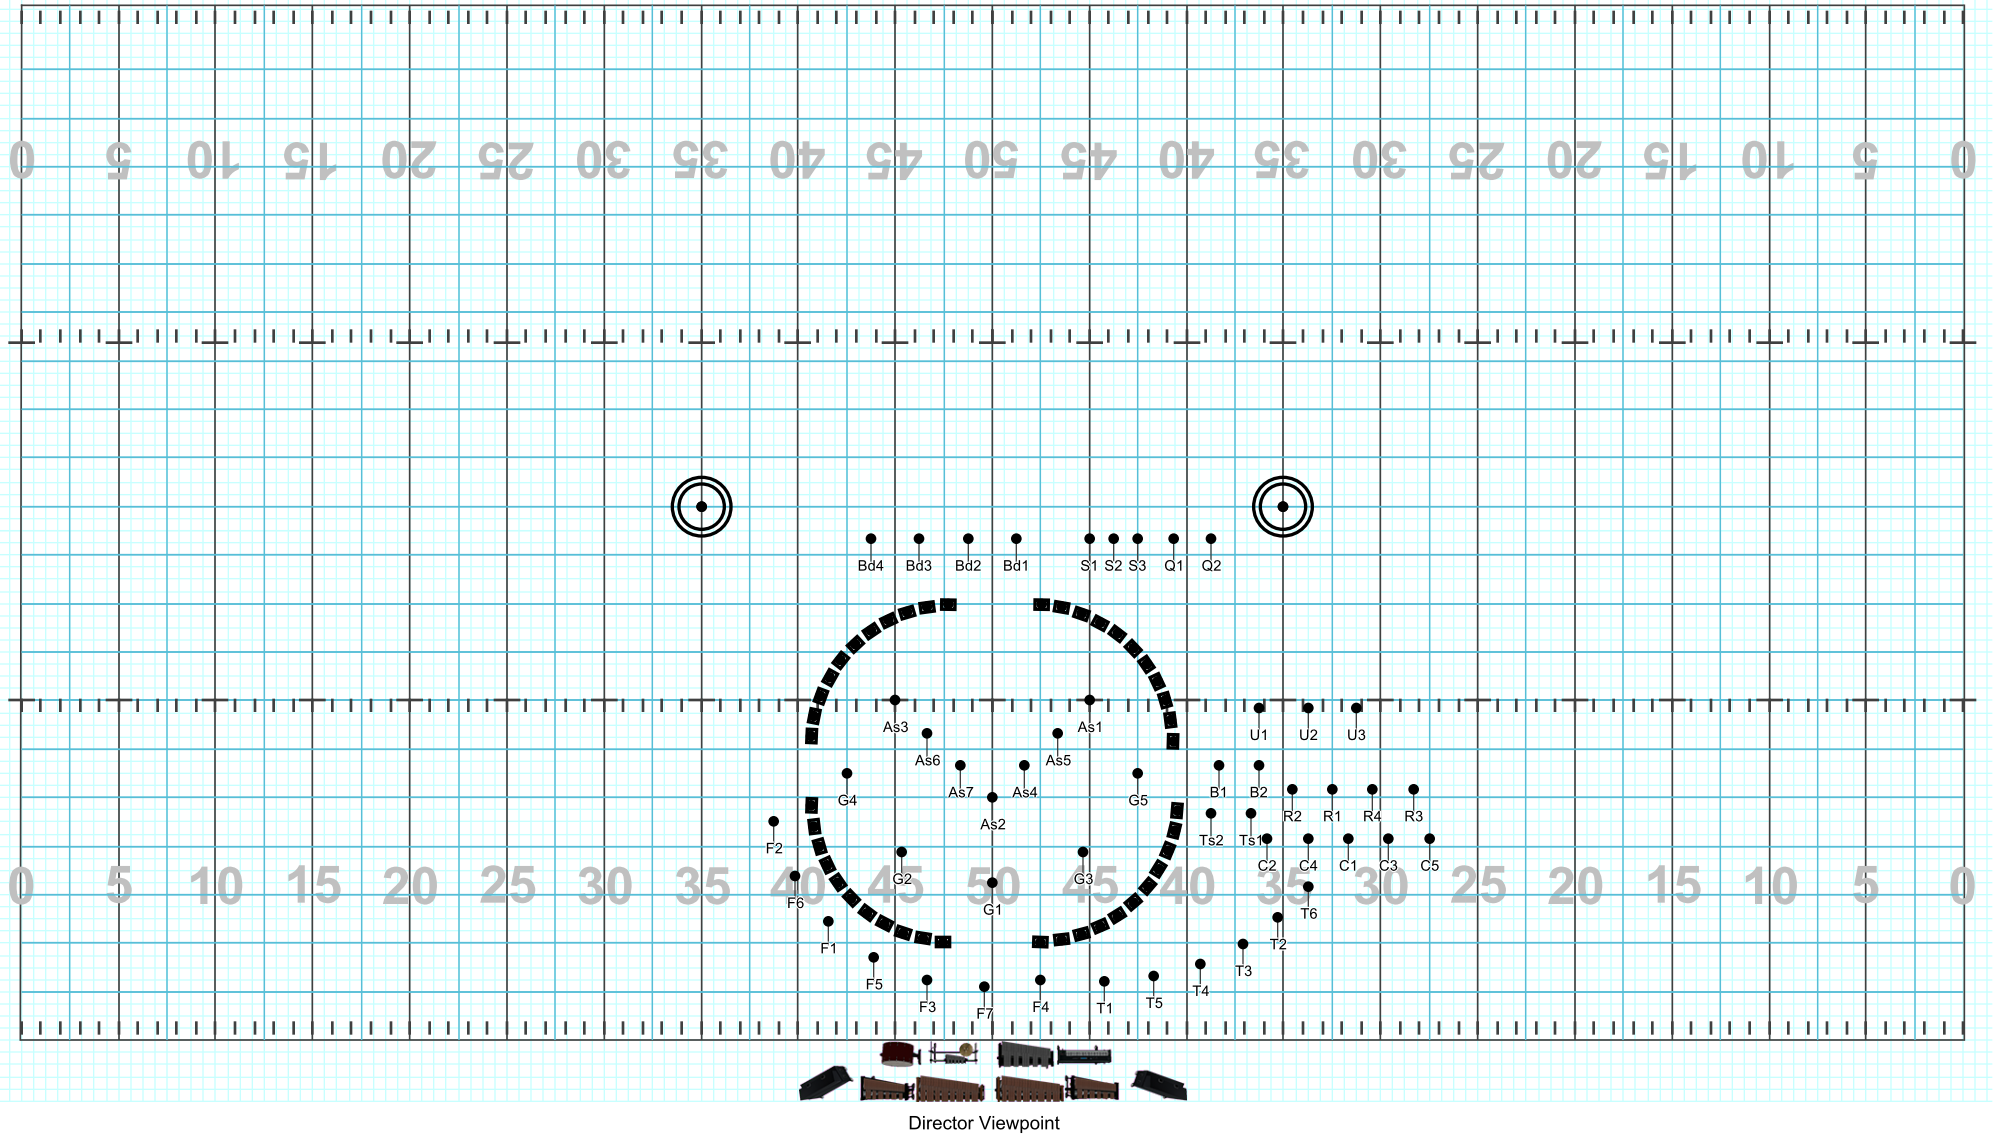 0 5 10 15 20 25 30 35 40 45 50 45 40 35 30 25 20 15 10 5 0
Bd4 Bd3 Bd2 Bd1 S1 S2 S3 Q1 Q2
As3 As1 U1 U2 U3
As6 As5
G4 As7 As4 G5 B1 B2
As2 R2 R1 R4 R3
F2 Ts2 Ts1
G2 G3 C2 C4 C1 C3 C5
0 5 10 15 20 25 30 35 40 45 50 45 40 35 30 25 20 15 10 5 0
F6 G1 T6
F1 T2
F5 T3
F3 F7 F4 T1 T5 T4
Director Viewpoint